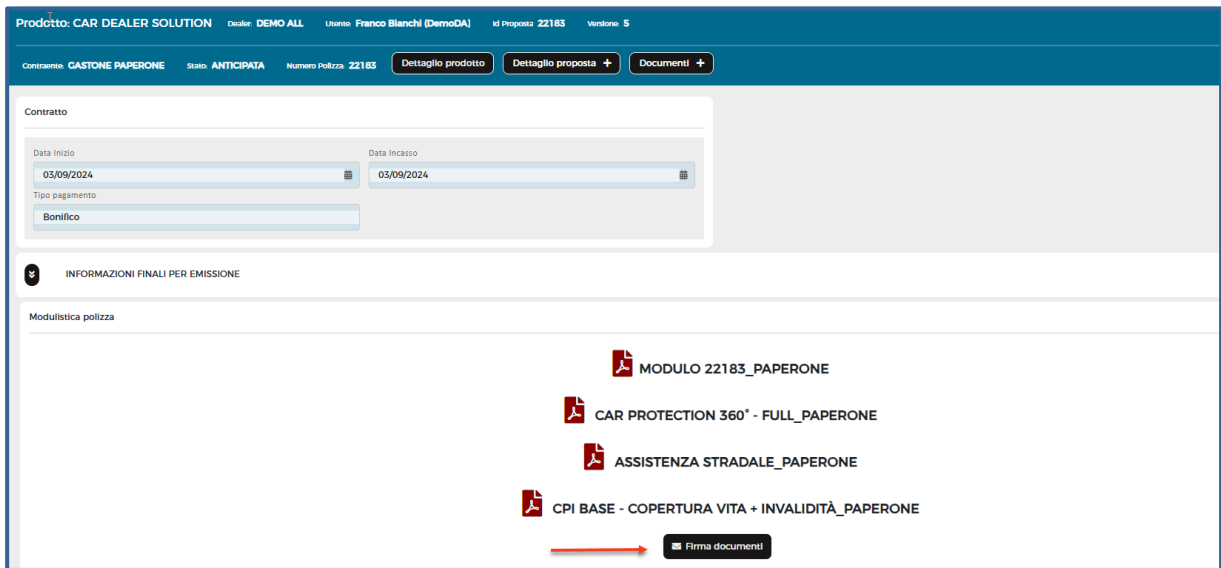 Prodotto: CAR DEALER SOLUTION Dealer: DEMO ALL Utente: Franco Bianchi (DemoDA) Id Proposta 22183 Versione: 5
Contraente: GASTONE PAPERONE Stato: ANTICIPATA Numero Polizza: 22183 Dettaglio prodotto Dettaglio proposta + Documenti +
Contratto
Data Inizio Data Incasso
03/09/2024 03/09/2024
Tipo pagamento
Bonifico
INFORMAZIONI FINALI PER EMISSIONE
Modulistica polizza
MODULO 22183_PAPERONE
CAR PROTECTION 360° - FULL_PAPERONE
ASSISTENZA STRADALE_PAPERONE
CPI BASE - COPERTURA VITA + INVALIDITÀ_PAPERONE
Firma documenti